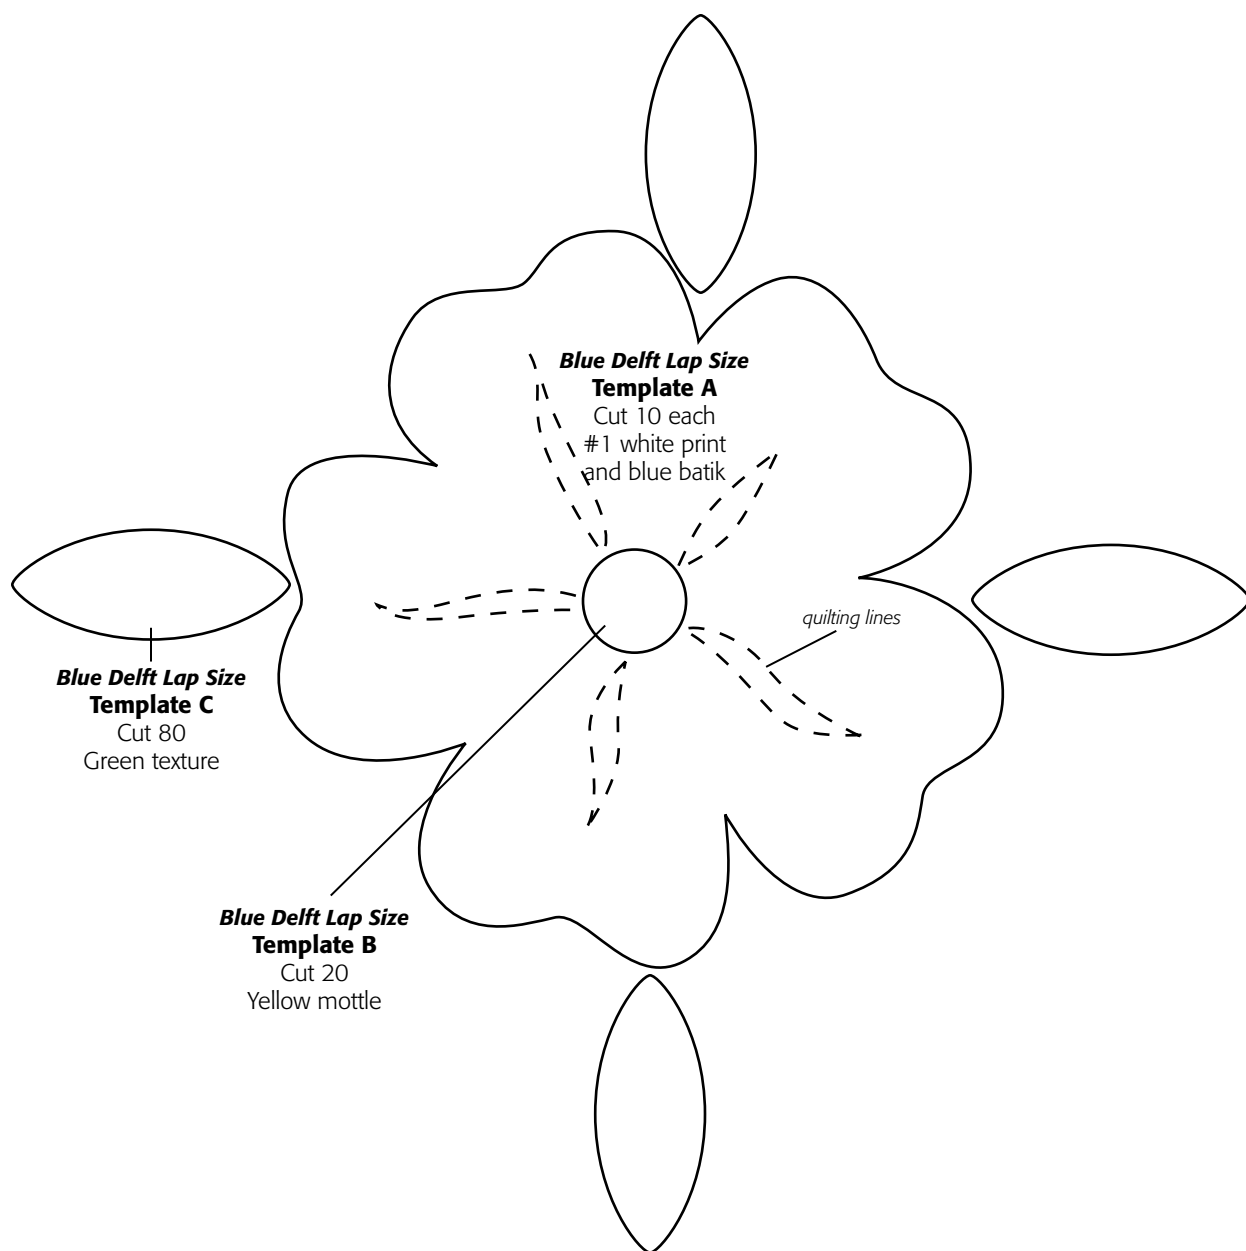 Blue Delft Lap Size
Template A
Cut 10 each
#1 white print
and blue batik
quilting lines
Blue Delft Lap Size
Template C
Cut 80
Green texture
Blue Delft Lap Size
Template B
Cut 20
Yellow mottle